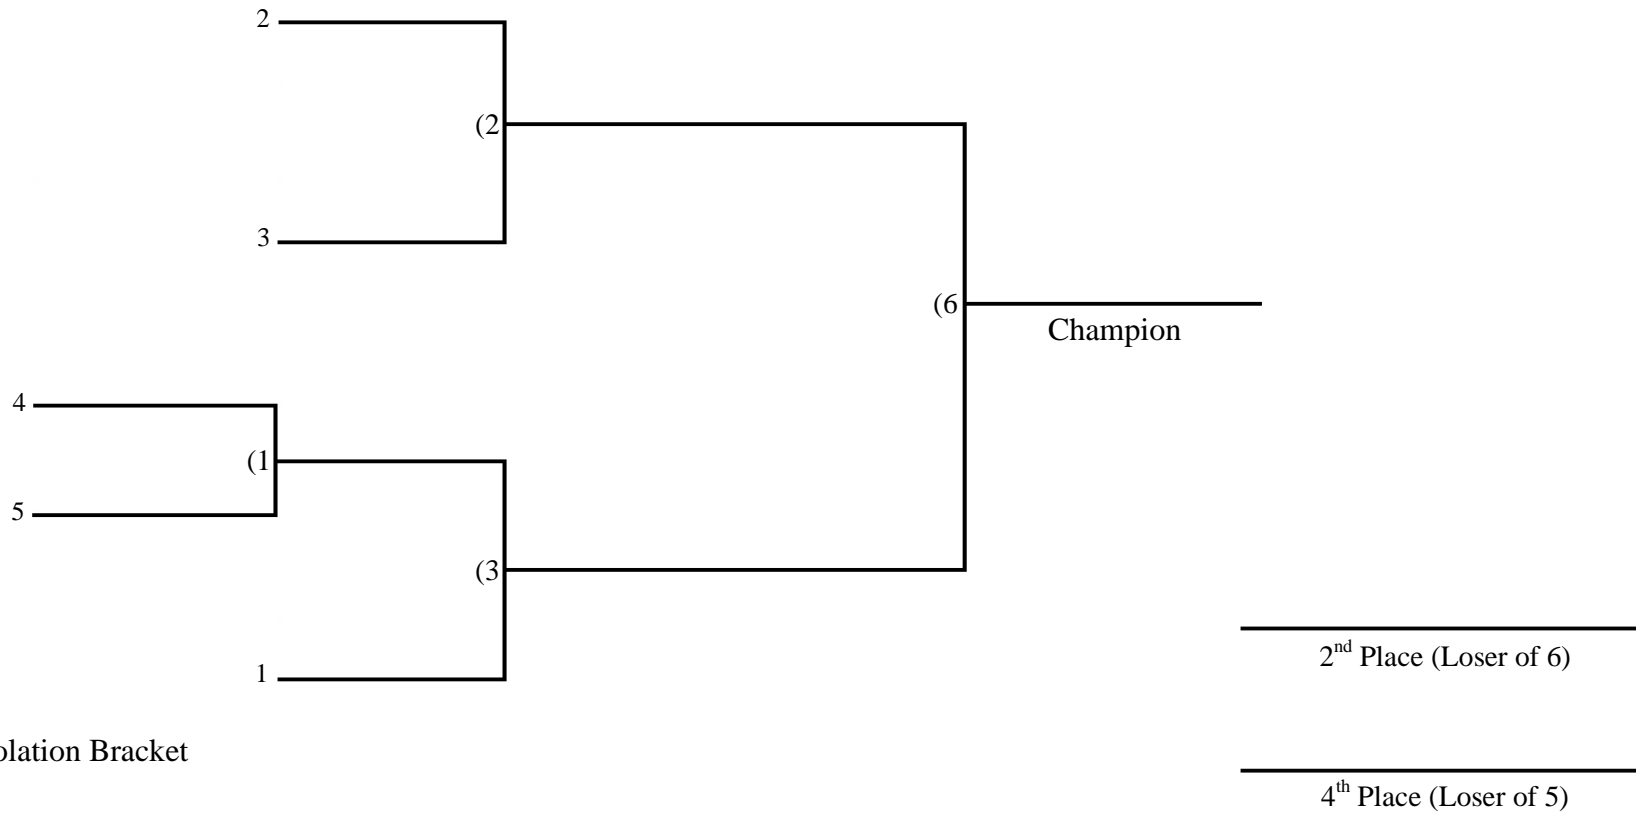 2
(2
3
(6
Champion
4
(1
5
(3
1
2nd Place (Loser of 6)
olation Bracket
4th Place (Loser of 5)